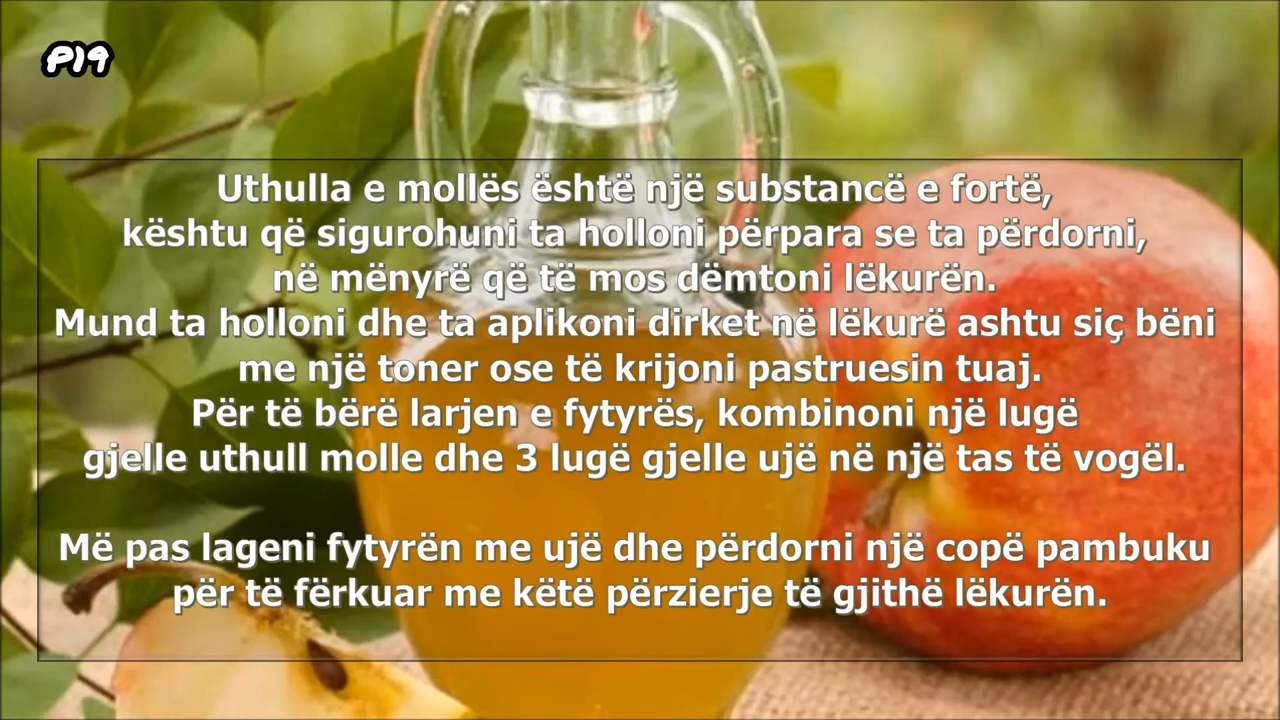 P19
Uthulla e mollës është një substancë e fortë,
kështu që sigurohuni ta holloni përpara se ta përdorni,
në mënyrë që të mos dëmtoni lëkurën.
Mund ta holloni dhe ta aplikoni dirket në lëkurë ashtu siç bëni
me një toner ose të krijoni pastruesin tuaj.
Për të bërë larjen e fytyrës, kombinoni një lugë
gjelle uthull molle dhe 3 lugë gjelle ujë në një tas të vogël.
Më pas lageni fytyrën me ujë dhe përdorni një copë pambuku
për të fërkuar me këtë përzierje të gjithë lëkurën.